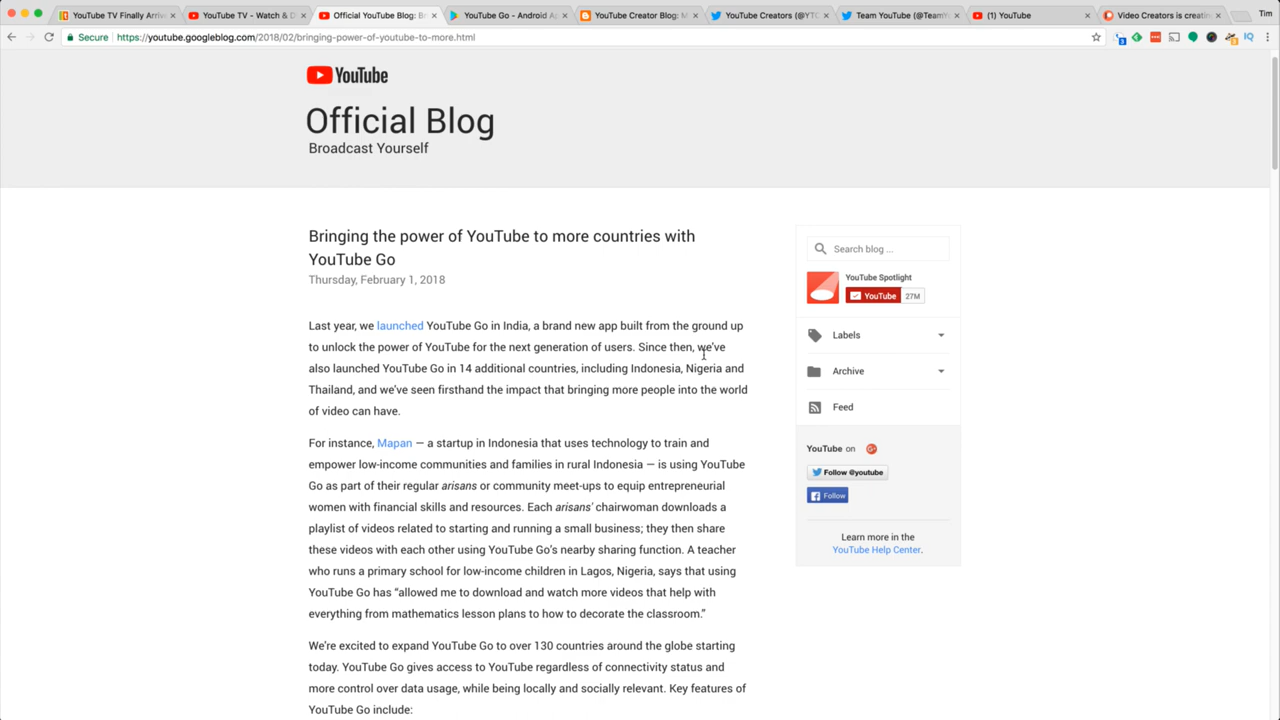 YouTube TV Finally Arriv
YouTube TV - Watch & D
Official YouTube Blog: Br
YouTube Go - Android Ap
YouTube Creator Blog: M
YouTube Creators (@YTC
Team YouTube (@TeamY
(1) YouTube
Video Creators is creatin
Tim
Secure
https://youtube.googleblog.com/2018/02/bringing-power-of-youtube-to-more.html
YouTube
Official Blog
Broadcast Yourself
Bringing the power of YouTube to more countries with
YouTube Go
Thursday, February 1, 2018
Last year, we launched YouTube Go in India, a brand new app built from the ground up
to unlock the power of YouTube for the next generation of users. Since then, we've
also launched YouTube Go in 14 additional countries, including Indonesia, Nigeria and
Thailand, and we've seen firsthand the impact that bringing more people into the world
of video can have.
For instance, Mapan — a startup in Indonesia that uses technology to train and
empower low-income communities and families in rural Indonesia — is using YouTube
Go as part of their regular arisans or community meet-ups to equip entrepreneurial
women with financial skills and resources. Each arisans' chairwoman downloads a
playlist of videos related to starting and running a small business; they then share
these videos with each other using YouTube Go's nearby sharing function. A teacher
who runs a primary school for low-income children in Lagos, Nigeria, says that using
YouTube Go has “allowed me to download and watch more videos that help with
everything from mathematics lesson plans to how to decorate the classroom.”
We're excited to expand YouTube Go to over 130 countries around the globe starting
today. YouTube Go gives access to YouTube regardless of connectivity status and
more control over data usage, while being locally and socially relevant. Key features of
YouTube Go include:
Search blog ...
YouTube Spotlight
YouTube 27M
Labels
Archive
Feed
YouTube on
Follow @youtube
Follow
Learn more in the
YouTube Help Center.